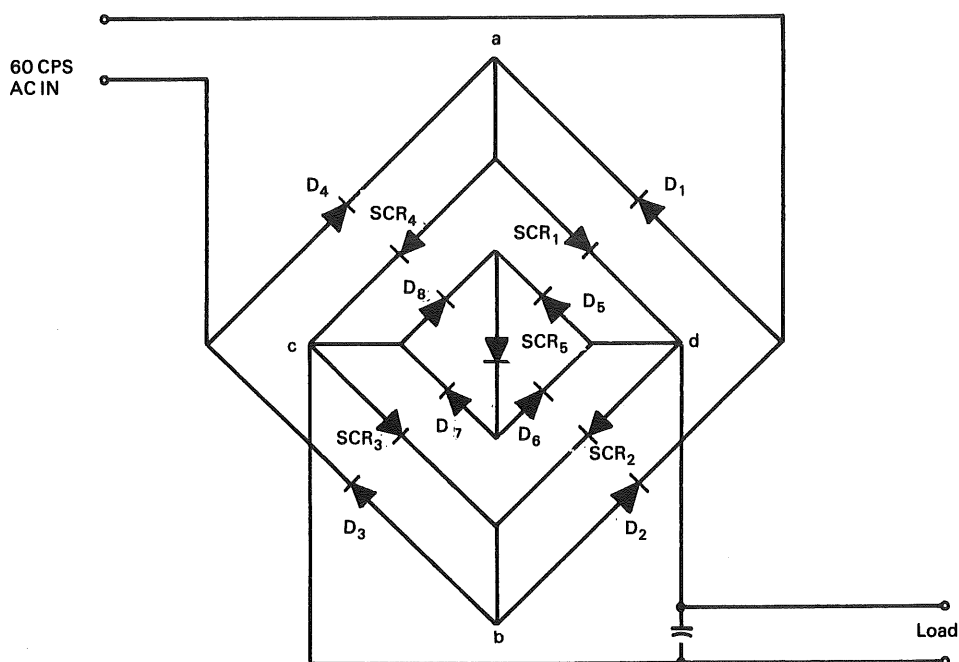 a
60 CPS
AC IN
D4
D1
SCR4
SCR1
D8
D5
c
SCR5
d
D7
D6
SCR3
SCR2
D3
D2
b
Load